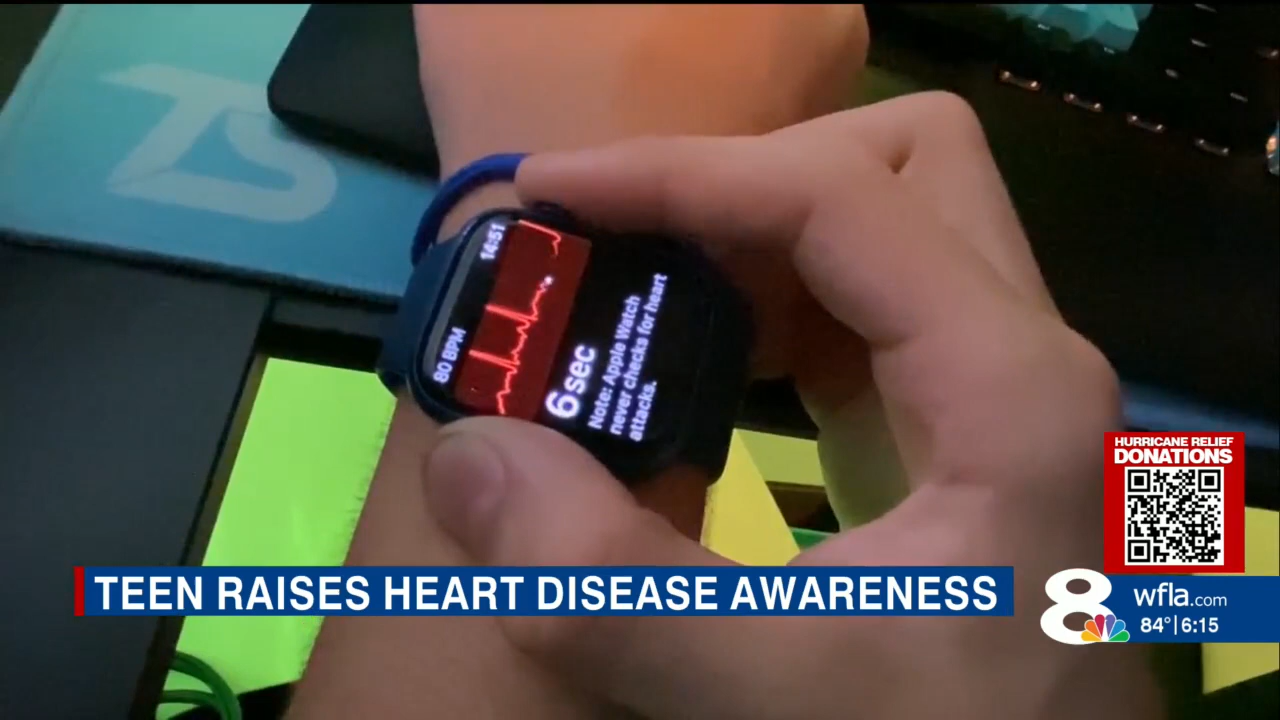 TS
14:51
80 BPM
6 sec
Note: Apple Watch
never checks for heart
attacks.
HURRICANE RELIEF
DONATIONS
TEEN RAISES HEART DISEASE AWARENESS
8
wfla.com
84° | 6:15